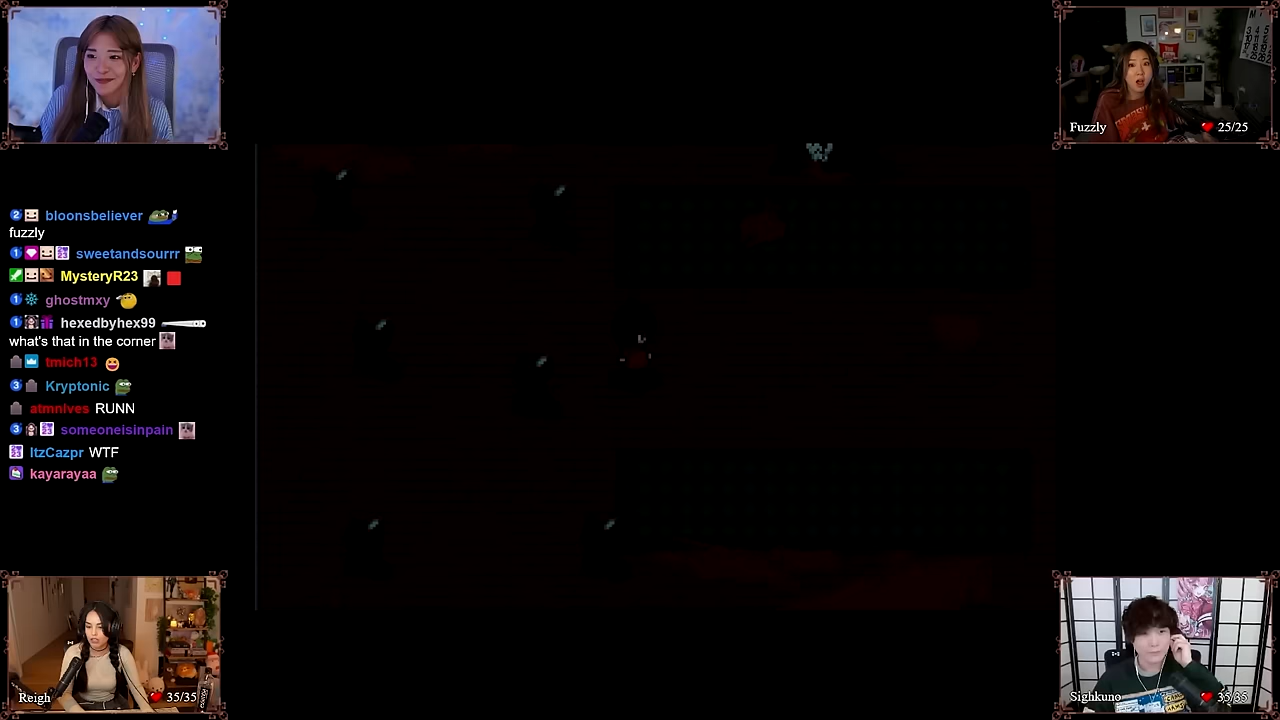 bloonsbeliever
fuzzly
sweetandsourrr
MysteryR23
ghostmxy
hexedbyhex99
what's that in the corner
tmich13
Kryptonic
atmnlves RUNN
someoneisinpain
ItzCazpr WTF
kayarayaa
Fuzzly 25/25
Reigh 35/35
Sighkuno 35/35